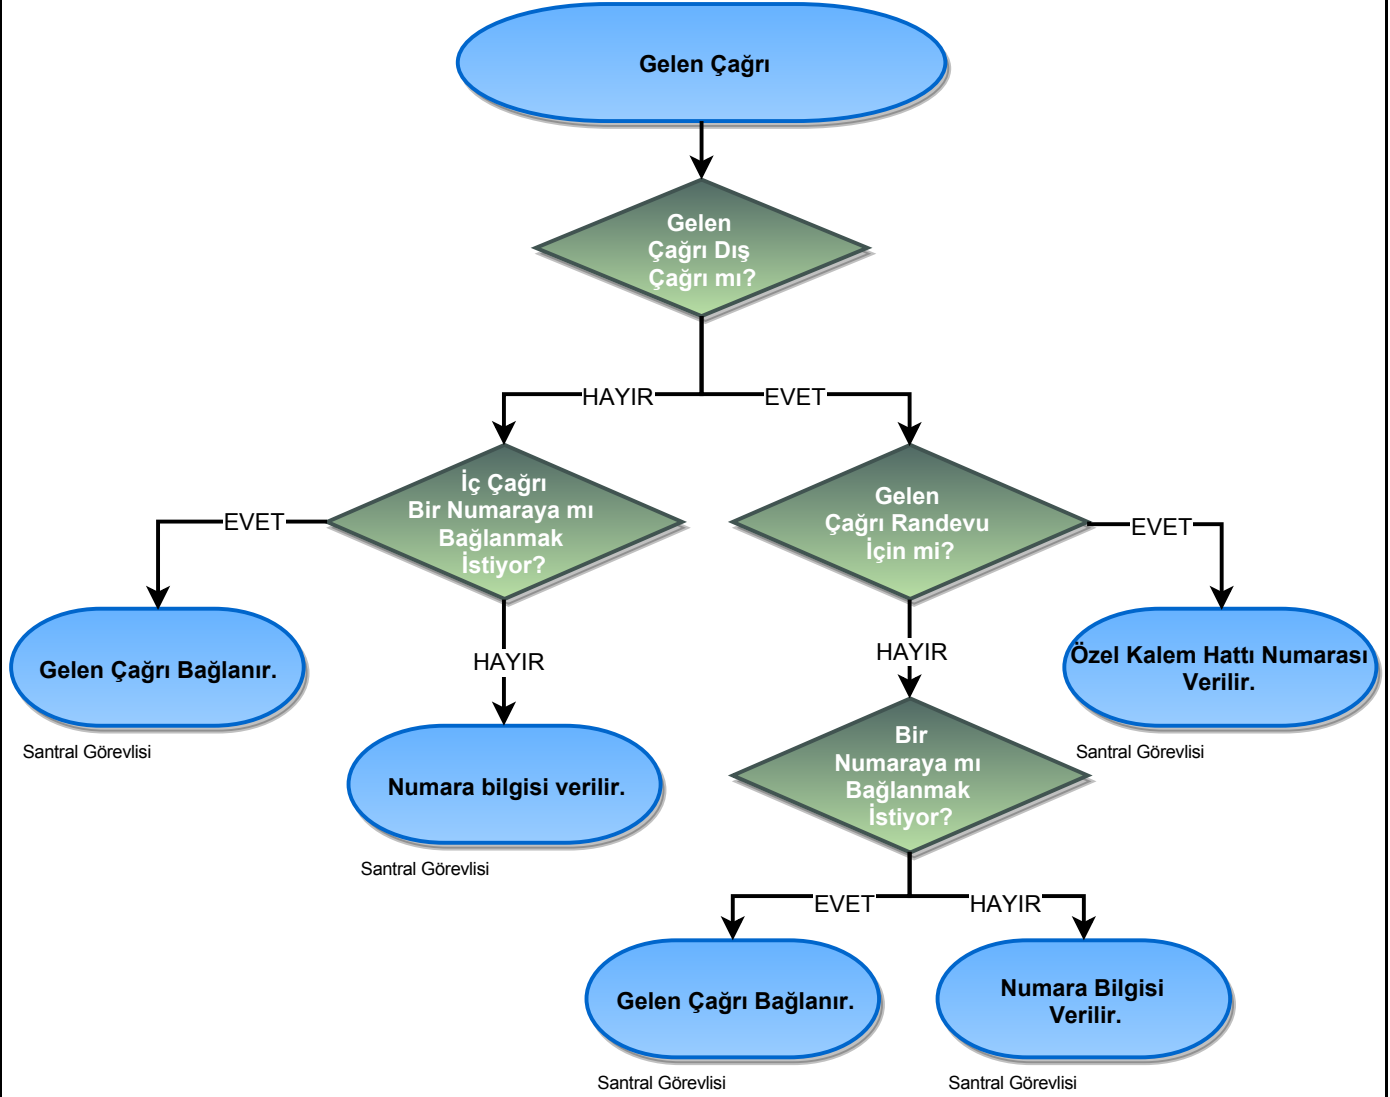 Gelen Çağrı
Gelen
Çağrı Dış
Çağrı mı?
HAYIR
EVET
İç Çağrı
Bir Numaraya mı
Bağlanmak
İstiyor?
Gelen
Çağrı Randevu
İçin mi?
EVET
EVET
HAYIR
HAYIR
Gelen Çağrı Bağlanır.
Santral Görevlisi
Özel Kalem Hattı Numarası
Verilir.
Santral Görevlisi
Numara bilgisi verilir.
Santral Görevlisi
Bir
Numaraya mı
Bağlanmak
İstiyor?
EVET
HAYIR
Gelen Çağrı Bağlanır.
Santral Görevlisi
Numara Bilgisi
Verilir.
Santral Görevlisi